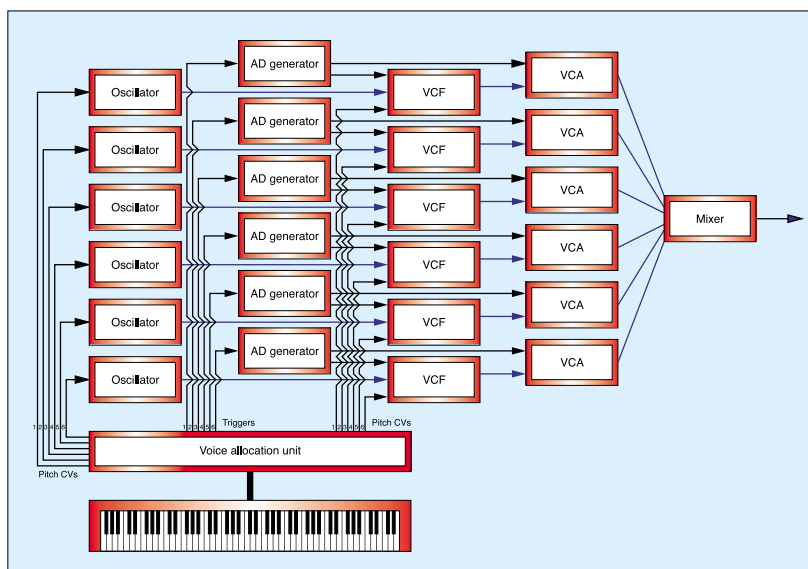 AD generator
VCA
Oscillator
VCF
AD generator
VCA
Oscillator
VCF
AD generator
VCA
Oscillator
VCF
Mixer
AD generator
VCA
Oscillator
VCF
AD generator
VCA
Oscillator
VCF
AD generator
VCA
Oscillator
VCF
1 2 3 4 5 6
Triggers
1 2 3 4 5 6
1 2 3 4 5 6
Pitch CVs
Voice allocation unit
Pitch CVs